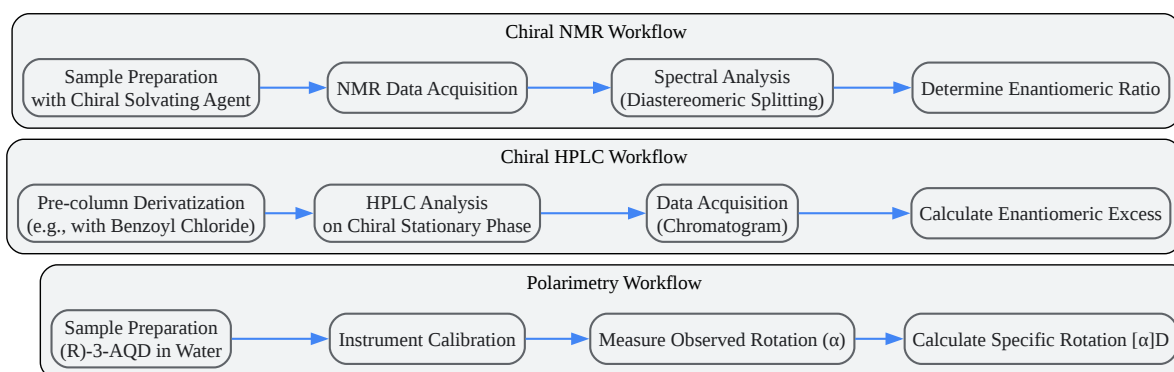 Chiral NMR Workflow
Sample Preparation
with Chiral Solvating Agent
NMR Data Acquisition
Spectral Analysis
(Diastereomeric Splitting)
Determine Enantiomeric Ratio
Chiral HPLC Workflow
Pre-column Derivatization
(e.g., with Benzoyl Chloride)
HPLC Analysis
on Chiral Stationary Phase
Data Acquisition
(Chromatogram)
Calculate Enantiomeric Excess
Polarimetry Workflow
Sample Preparation
(R)-3-AQD in Water
Instrument Calibration
Measure Observed Rotation (α)
Calculate Specific Rotation [α]D